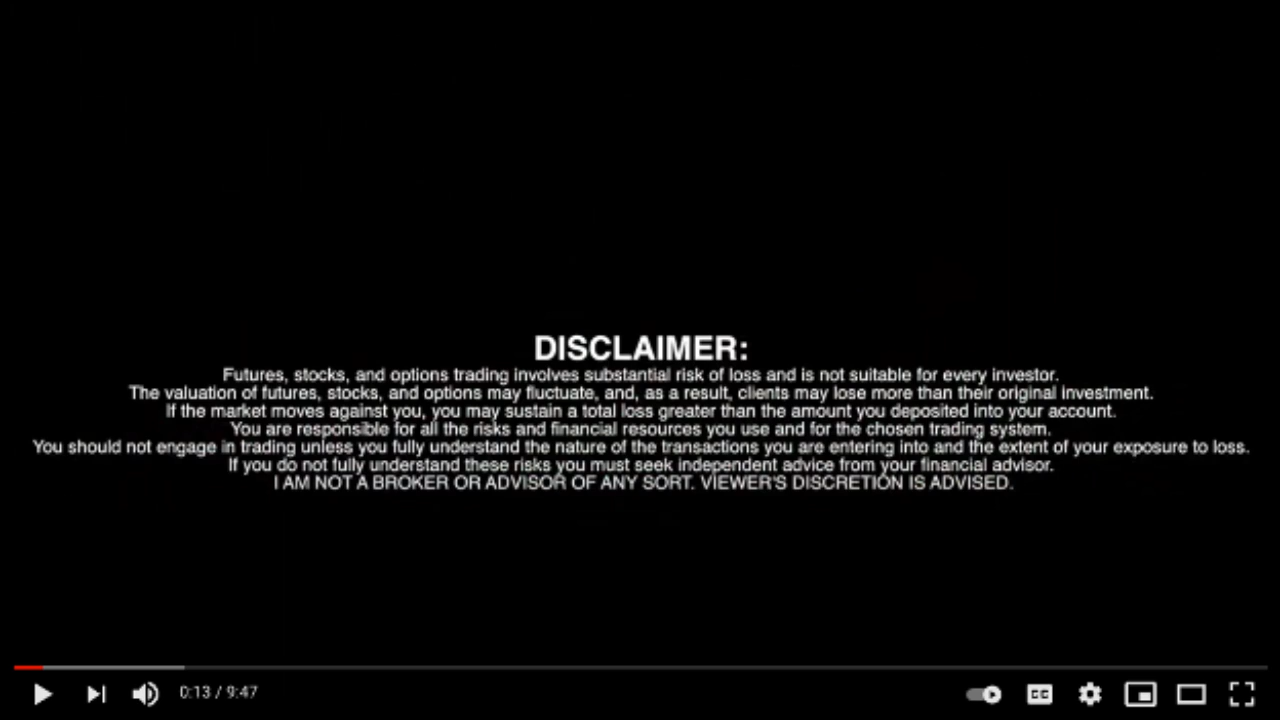 DISCLAIMER:
Futures, stocks, and options trading involves substantial risk of loss and is not suitable for every investor.
The valuation of futures, stocks, and options may fluctuate, and, as a result, clients may lose more than their original investment.
If the market moves against you, you may sustain a total loss greater than the amount you deposited into your account.
You are responsible for all the risks and financial resources you use and for the chosen trading system.
You should not engage in trading unless you fully understand the nature of the transactions you are entering into and the extent of your exposure to loss.
If you do not fully understand these risks you must seek independent advice from your financial advisor.
I AM NOT A BROKER OR ADVISOR OF ANY SORT. VIEWER'S DISCRETION IS ADVISED.
0:13 / 9:47 CC